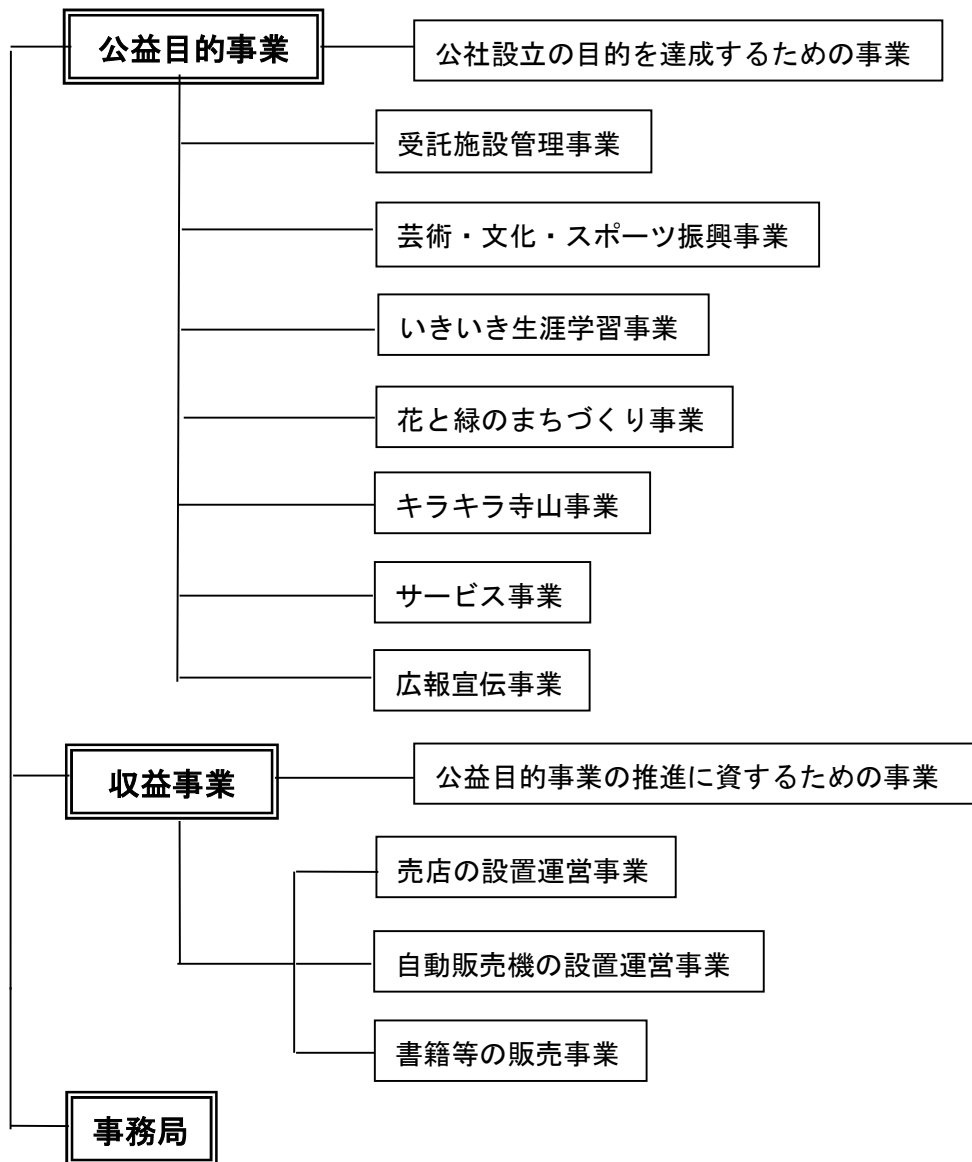 公益目的事業
公社設立の目的を達成するための事業
受託施設管理事業
芸術・文化・スポーツ振興事業
いきいき生涯学習事業
花と緑のまちづくり事業
キラキラ寺山事業
サービス事業
広報宣伝事業
収益事業
公益目的事業の推進に資するための事業
売店の設置運営事業
自動販売機の設置運営事業
書籍等の販売事業
事務局